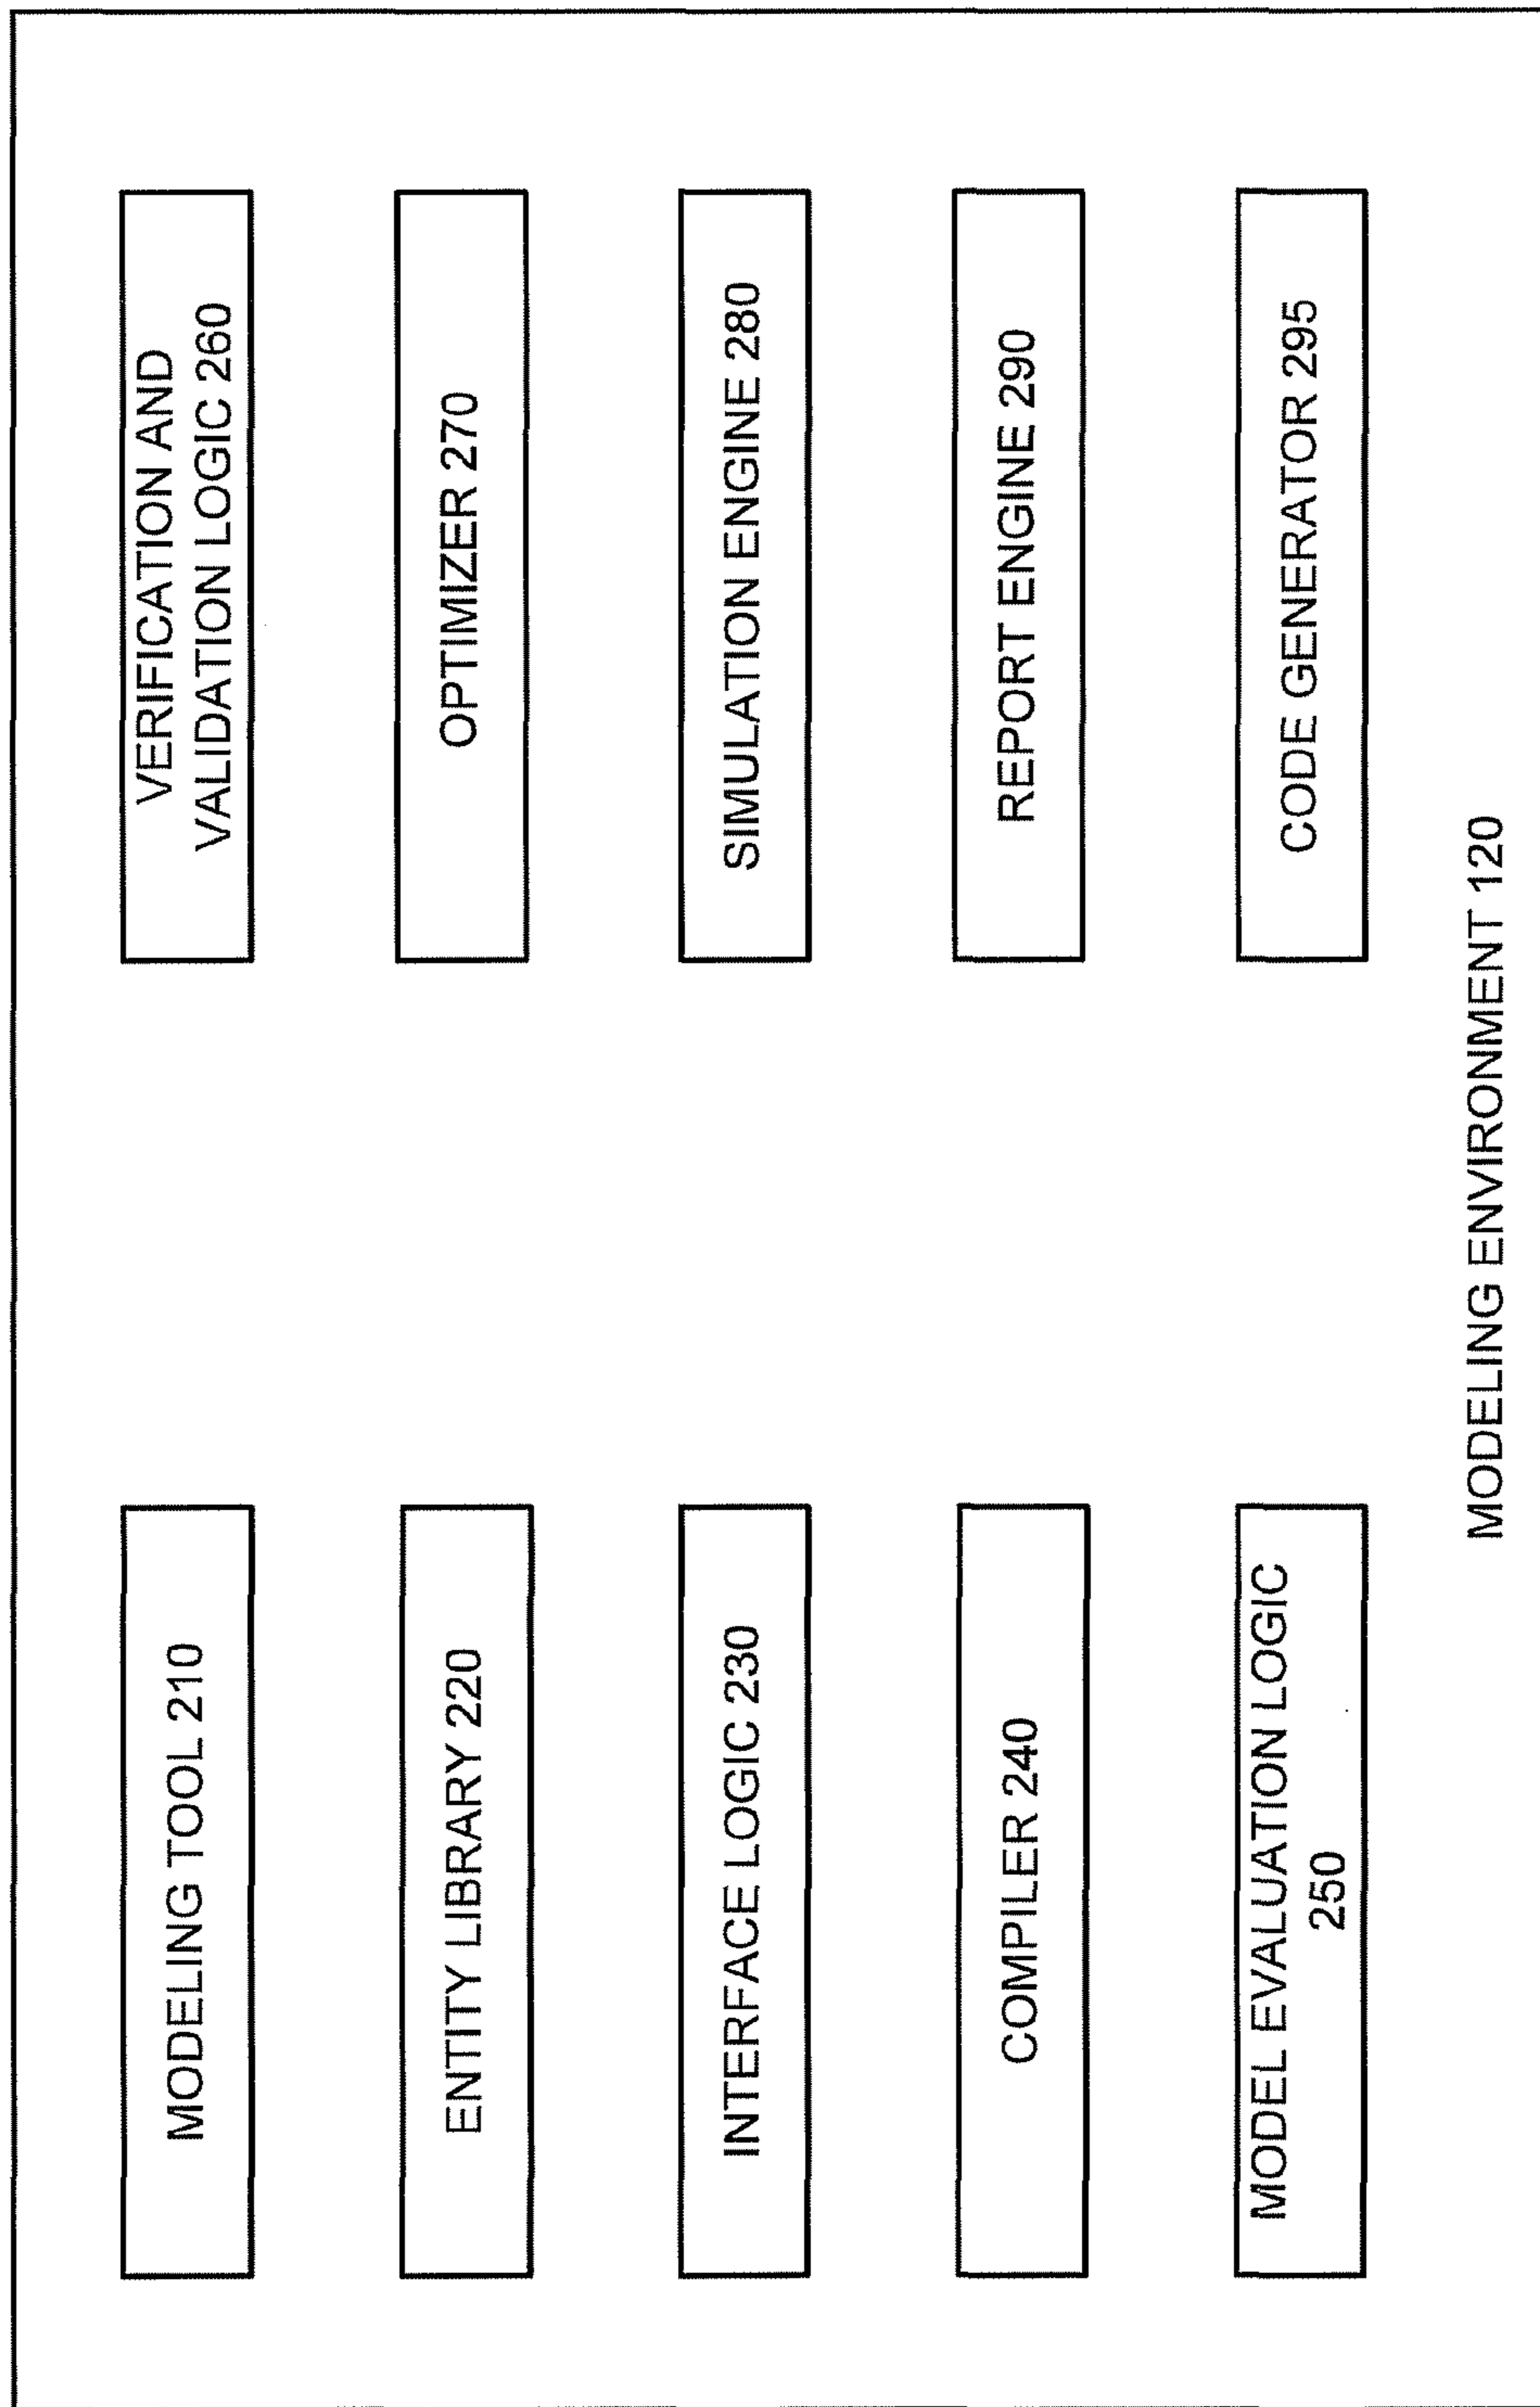 MODELING TOOL 210
ENTITY LIBRARY 220
INTERFACE LOGIC 230
COMPILER 240
MODEL EVALUATION LOGIC
250
VERIFICATION AND
VALIDATION LOGIC 260
OPTIMIZER 270
SIMULATION ENGINE 280
REPORT ENGINE 290
CODE GENERATOR 295
MODELING ENVIRONMENT 120